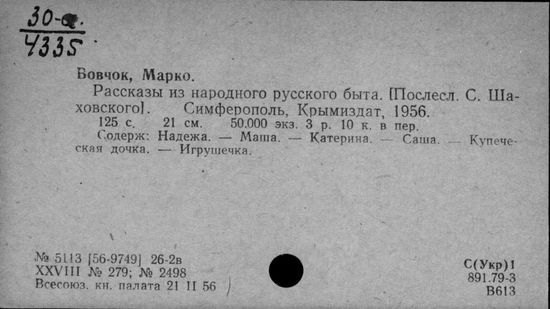 30-а.
4335
Вовчок, Марко.
Рассказы из народного русского быта. [Послесл. С. Ша-
ховского]. Симферополь, Крымиздат, 1956.
125 с. 21 см. 50.000 экз. 3 р. 10 к. в пер.
Содерж: Надежа. — Маша. — Катерина. — Саша. — Купече-
ская дочка. — Игрушечка.
№ 5113 [56-9749] 26-2в
XXVIII № 279; № 2498
Всесоюз. кн. палата 21 II 56
С(Укр)1
891.79-3
В613